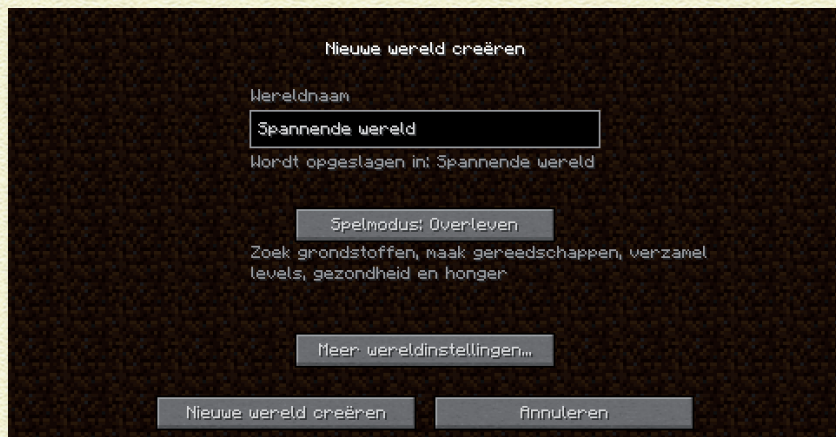 Nieuwe wereld creëren
Wereldnaam
Spannende wereld
Wordt opgeslagen in: Spannende wereld
Spelmodus: Overleven
Zoek grondstoffen, maak gereedschappen, verzamel
levels, gezondheid en honger
Meer wereldinstellingen...
Nieuwe wereld creëren
Annuleren